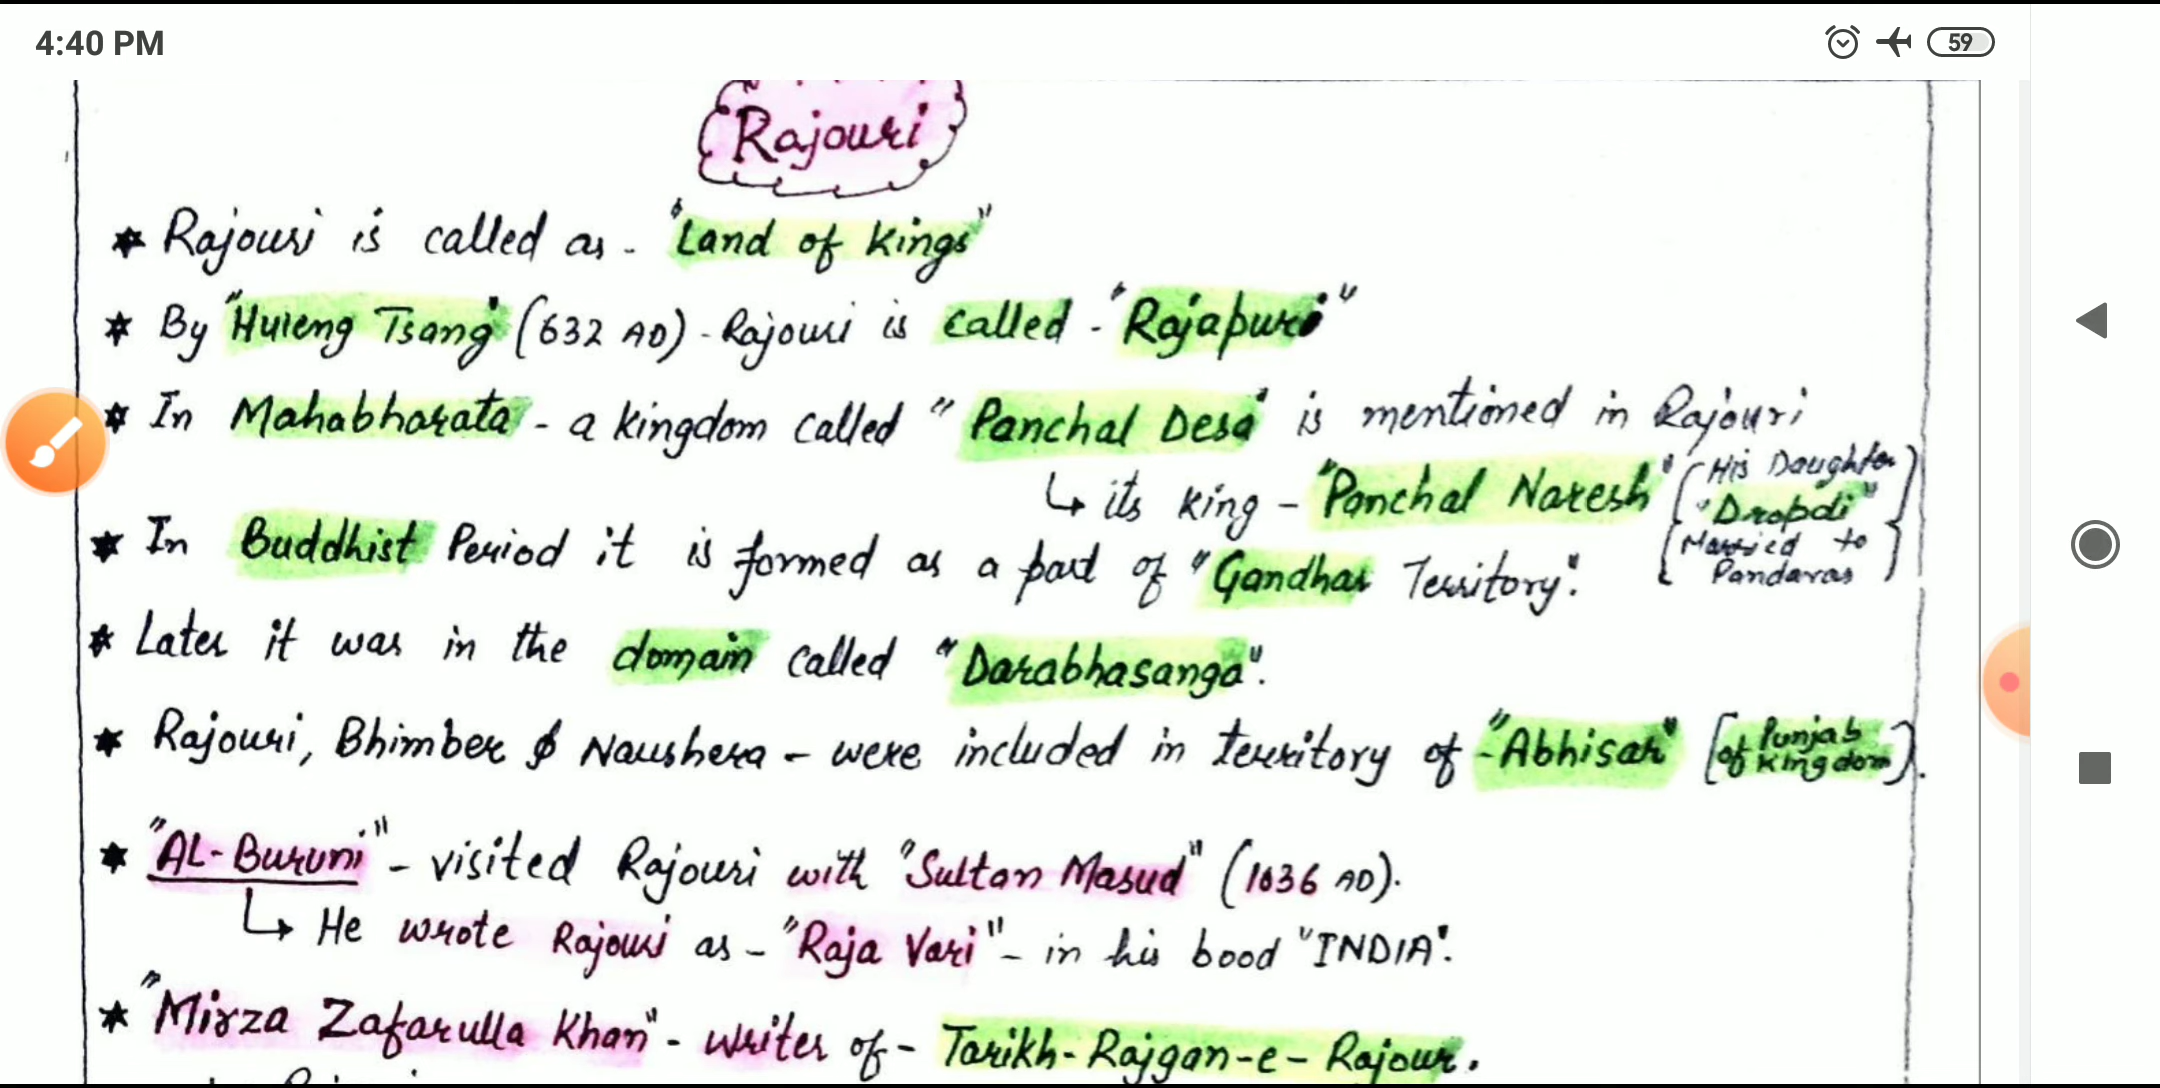 4:40 PM
59
Rajouri
★ Rajouri is called as - "Land of Kings"
★ By "Huieng Tsang" (632 AD) - Rajouri is called - "Rajapuri"
★ In Mahabharata - a kingdom called "Panchal Desa" is mentioned in Rajouri
↳ its king - "Panchal Naresh" (His Daughter
"Dropdi"
Married to
Pandavas)
★ In Buddhist Period it is formed as a part of "Gandhar Territory".
★ Later it was in the domain called "Darabhasanga".
★ Rajouri, Bhimber & Naushera - were included in territory of - "Abhisar" [of Punjab
Kingdom].
★ "AL-Buruni" - visited Rajouri with "Sultan Masud" (1036 AD).
↳ He wrote Rajouri as - "Raja Vari" - in his bood "INDIA".
★ "Mirza Zafarulla Khan" - writer of - Tarikh-Rajgan-e-Rajour.